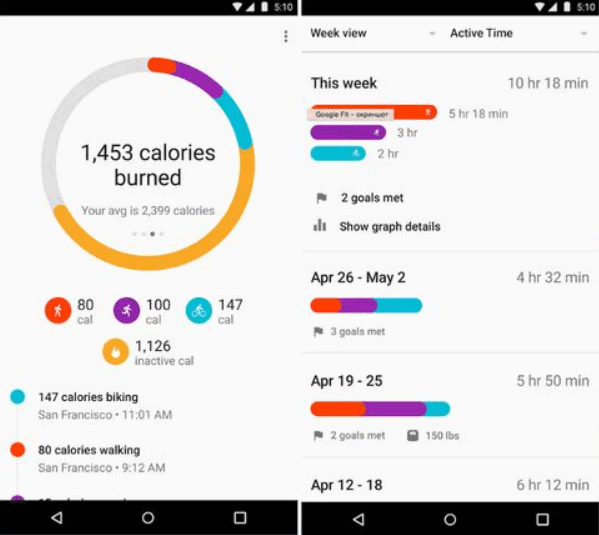 5:10
1,453 calories
burned
Your avg is 2,399 calories
80
cal
100
cal
147
cal
1,126
inactive cal
147 calories biking
San Francisco • 11:01 AM
80 calories walking
San Francisco • 9:12 AM
5:10
Week view
Active Time
This week
10 hr 18 min
Google Fit – скриншот
5 hr 18 min
3 hr
2 hr
2 goals met
Show graph details
Apr 26 - May 2
4 hr 32 min
3 goals met
Apr 19 - 25
5 hr 50 min
2 goals met
150 lbs
Apr 12 - 18
6 hr 12 min